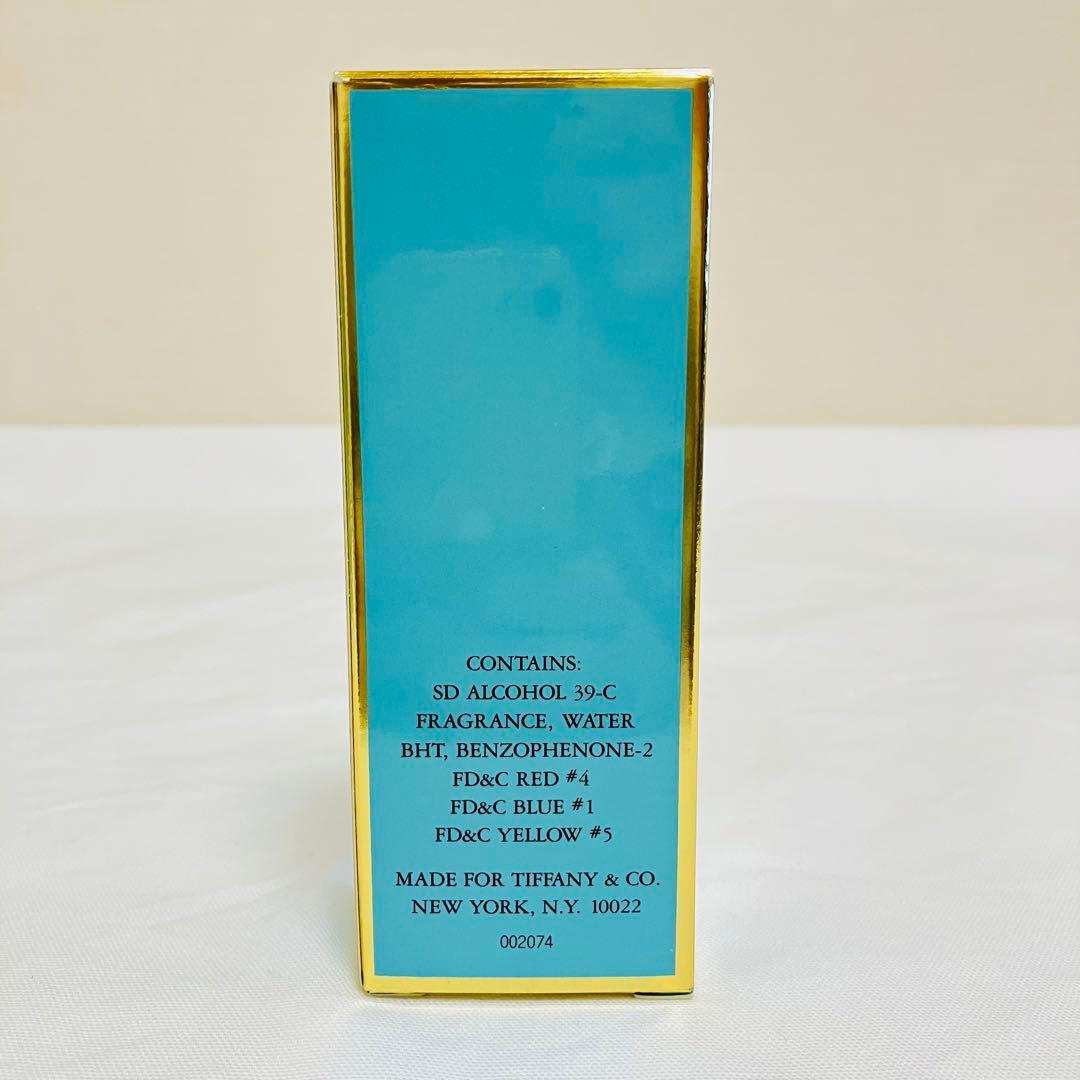 CONTAINS:
SD ALCOHOL 39-C
FRAGRANCE, WATER
BHT, BENZOPHENONE-2
FD&C RED #4
FD&C BLUE #1
FD&C YELLOW #5
MADE FOR TIFFANY & CO.
NEW YORK, N.Y. 10022
002074